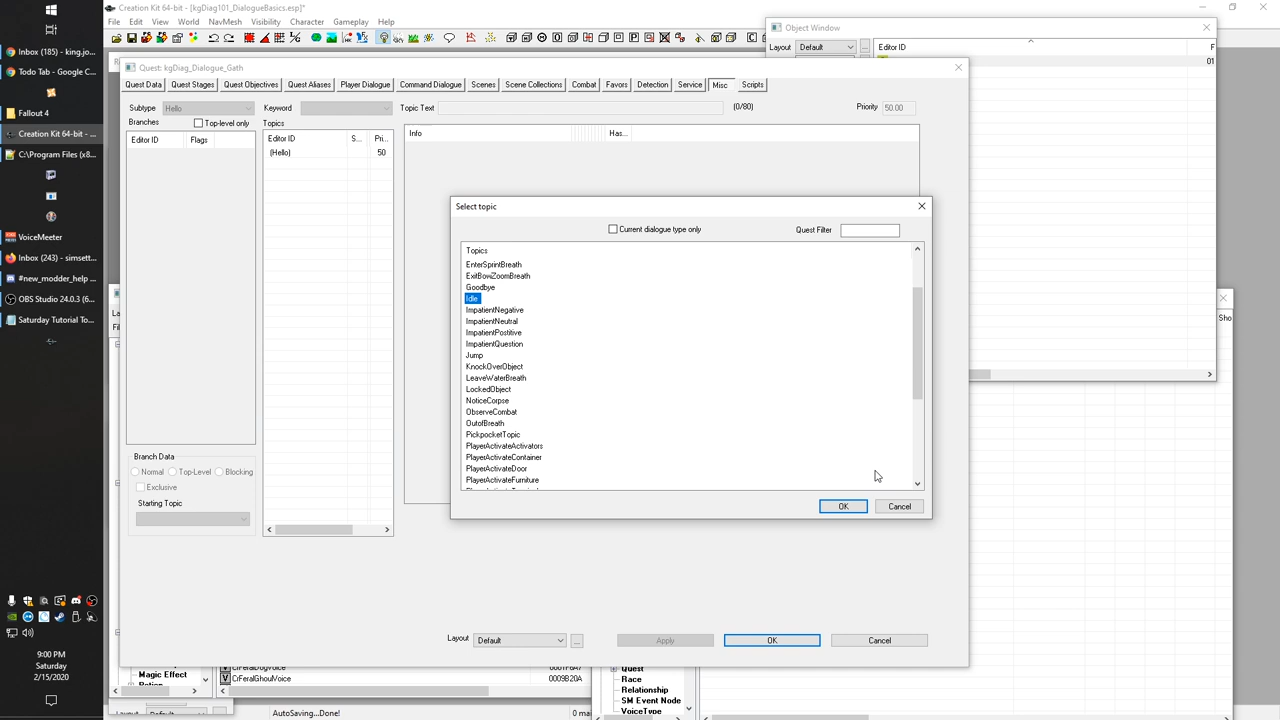 Creation Kit 64-bit - [kgDiag101_DialogueBasics.esp]*
File Edit View World NavMesh Visibility Character Gameplay Help
Inbox (185) - king.jo...
Todo Tab - Google C...
Fallout 4
Creation Kit 64-bit - ...
C:\Program Files (x8...
VoiceMeeter
Inbox (243) - simsett...
#new_modder_help ...
OBS Studio 24.0.3 (6...
Saturday Tutorial To...
9:00 PM
Saturday
2/15/2020
Object Window
Layout Default ... Editor ID F
01
Quest: kgDiag_Dialogue_Gath
Quest Data Quest Stages Quest Objectives Quest Aliases Player Dialogue Command Dialogue Scenes Scene Collections Combat Favors Detection Service Misc Scripts
Subtype Hello Keyword Topic Text (0/80) Priority 50.00
Branches Top-level only Topics
Editor ID Flags Editor ID S... Pri... Info Has...
(Hello) 50
Select topic
Current dialogue type only Quest Filter
Topics
EnterSprintBreath
ExitBowZoomBreath
Goodbye
Idle
ImpatientNegative
ImpatientNeutral
ImpatientPositive
ImpatientQuestion
Jump
KnockOverObject
LeaveWaterBreath
LockedObject
NoticeCorpse
ObserveCombat
OutofBreath
PickpocketTopic
PlayerActivateActivators
PlayerActivateContainer
PlayerActivateDoor
PlayerActivateFurniture
OK Cancel
Branch Data
Normal Top-Level Blocking
Exclusive
Starting Topic
Layout Default ... Apply OK Cancel
Sho
Magic Effect
CrFeralGhoulVoice 0009B20A
Quest
Race
Relationship
SM Event Node
VoiceType
AutoSaving...Done!